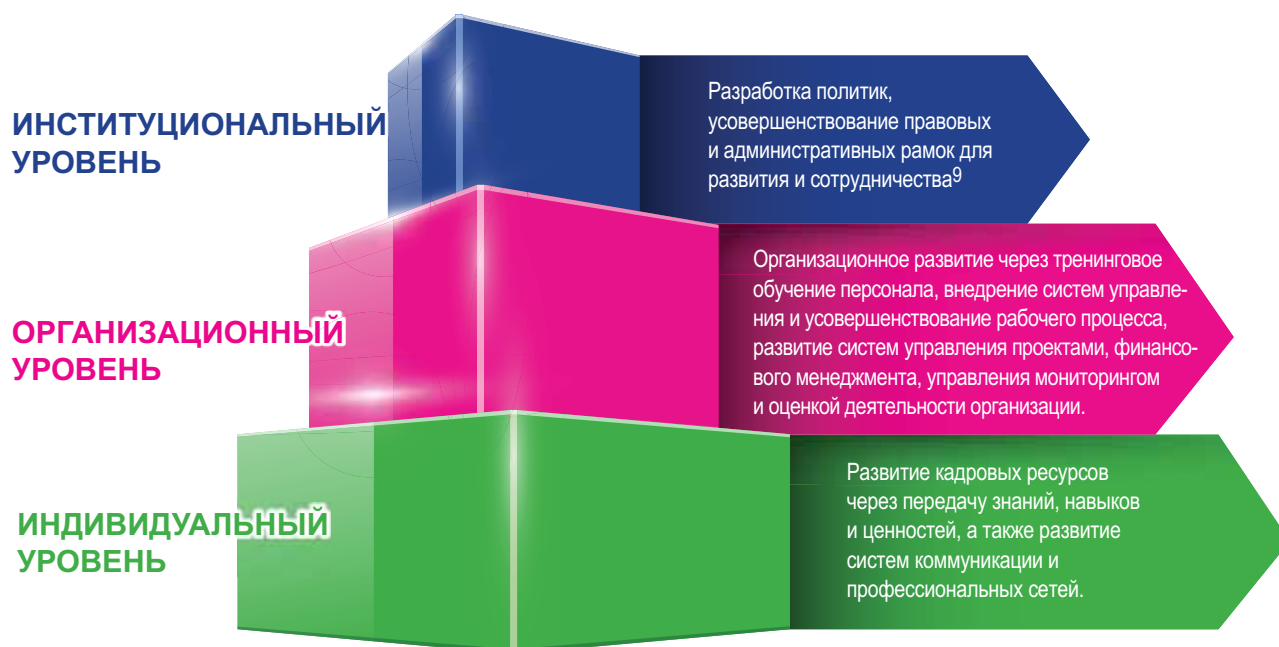 ИНСТИТУЦИОНАЛЬНЫЙ
УРОВЕНЬ
Разработка политик,
усовершенствование правовых
и административных рамок для
развития и сотрудничества9
ОРГАНИЗАЦИОННЫЙ
УРОВЕНЬ
Организационное развитие через тренинговое
обучение персонала, внедрение систем управле-
ния и усовершенствование рабочего процесса,
развитие систем управления проектами, финансо-
вого менеджмента, управления мониторингом
и оценкой деятельности организации.
ИНДИВИДУАЛЬНЫЙ
УРОВЕНЬ
Развитие кадровых ресурсов
через передачу знаний, навыков
и ценностей, а также развитие
систем коммуникации и
профессиональных сетей.